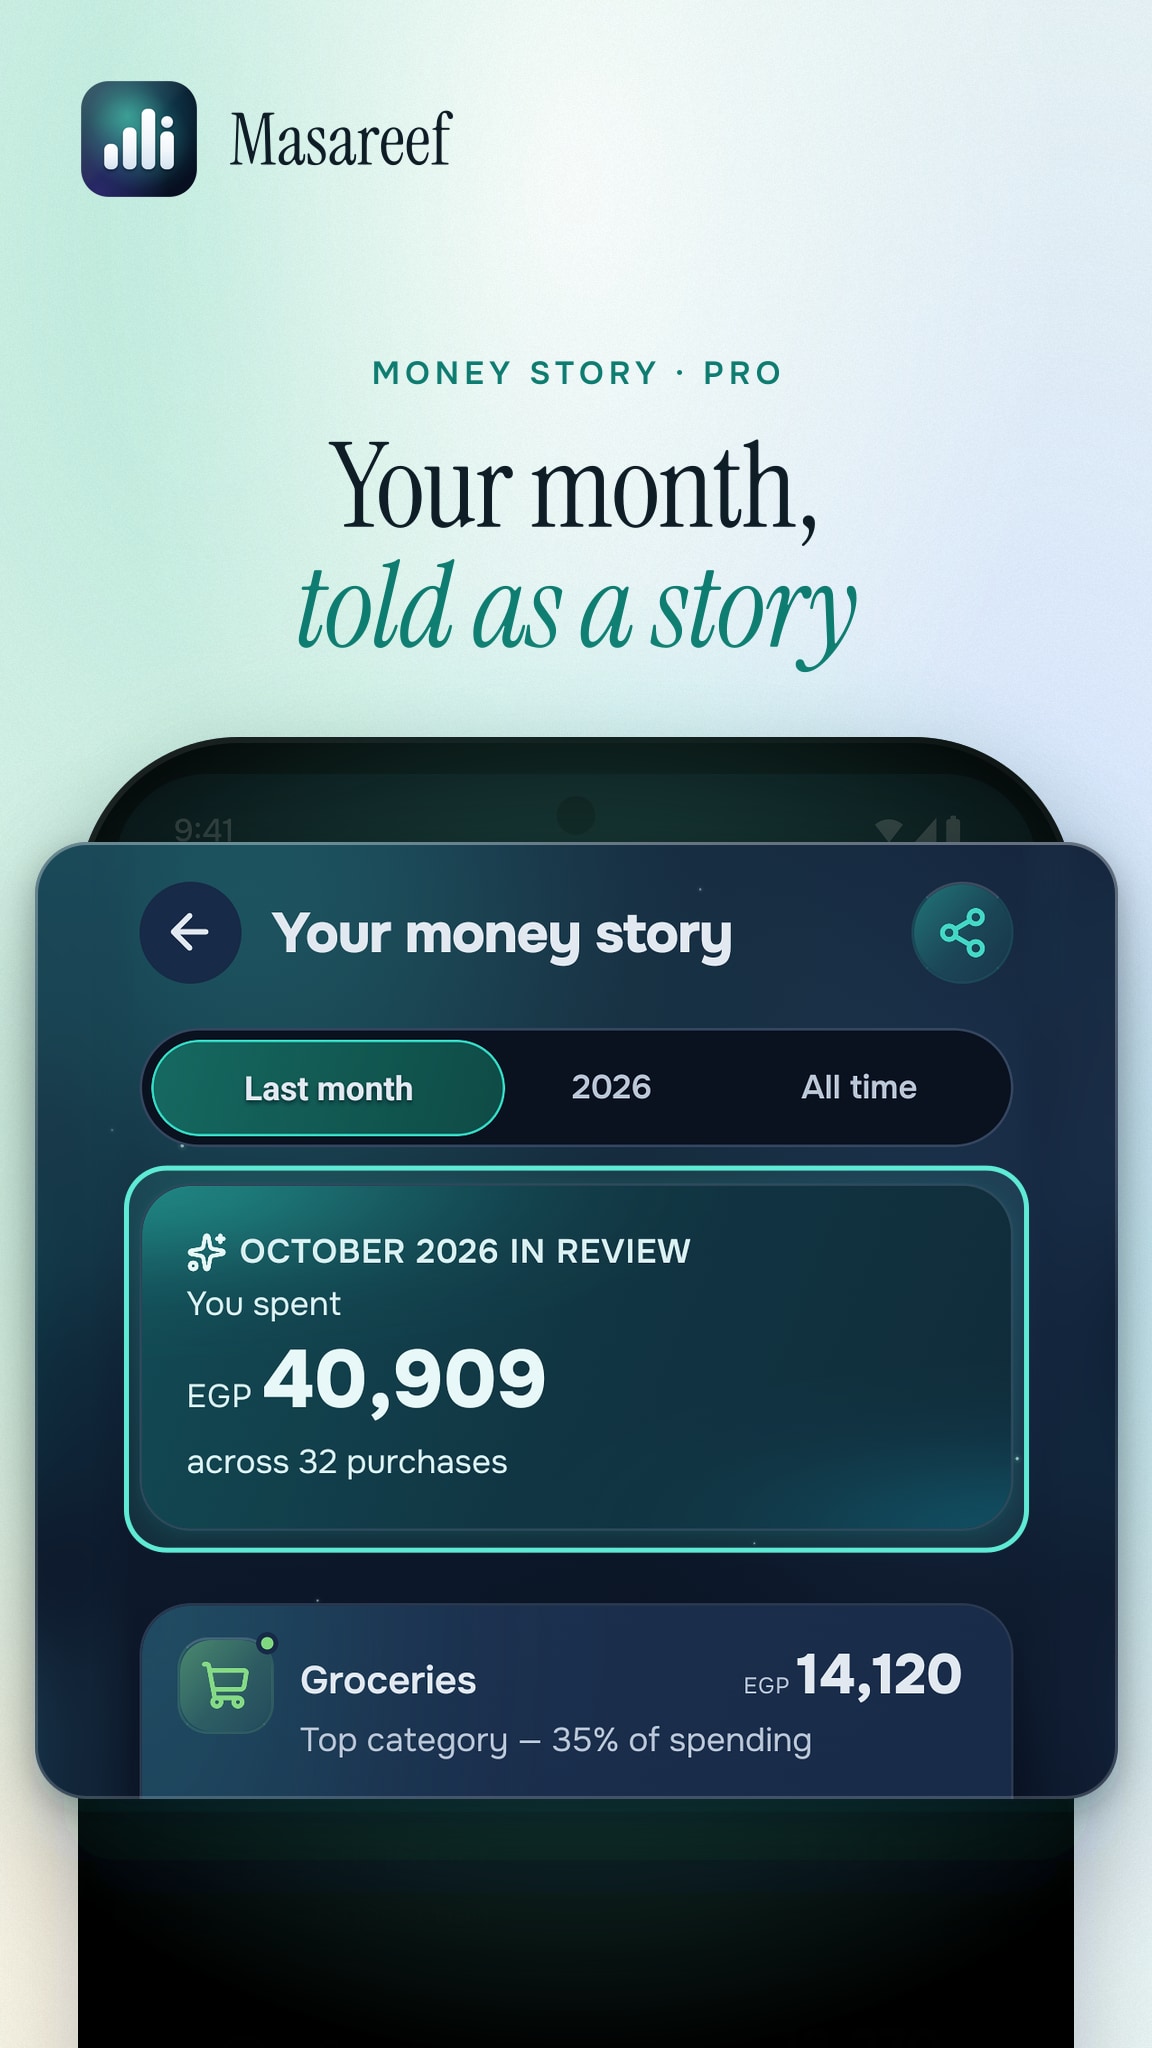 Masareef
MONEY STORY · PRO
Your month,
told as a story
9:41
Your money story
Last month
2026
All time
OCTOBER 2026 IN REVIEW
You spent
EGP 40,909
across 32 purchases
Groceries
EGP 14,120
Top category — 35% of spending